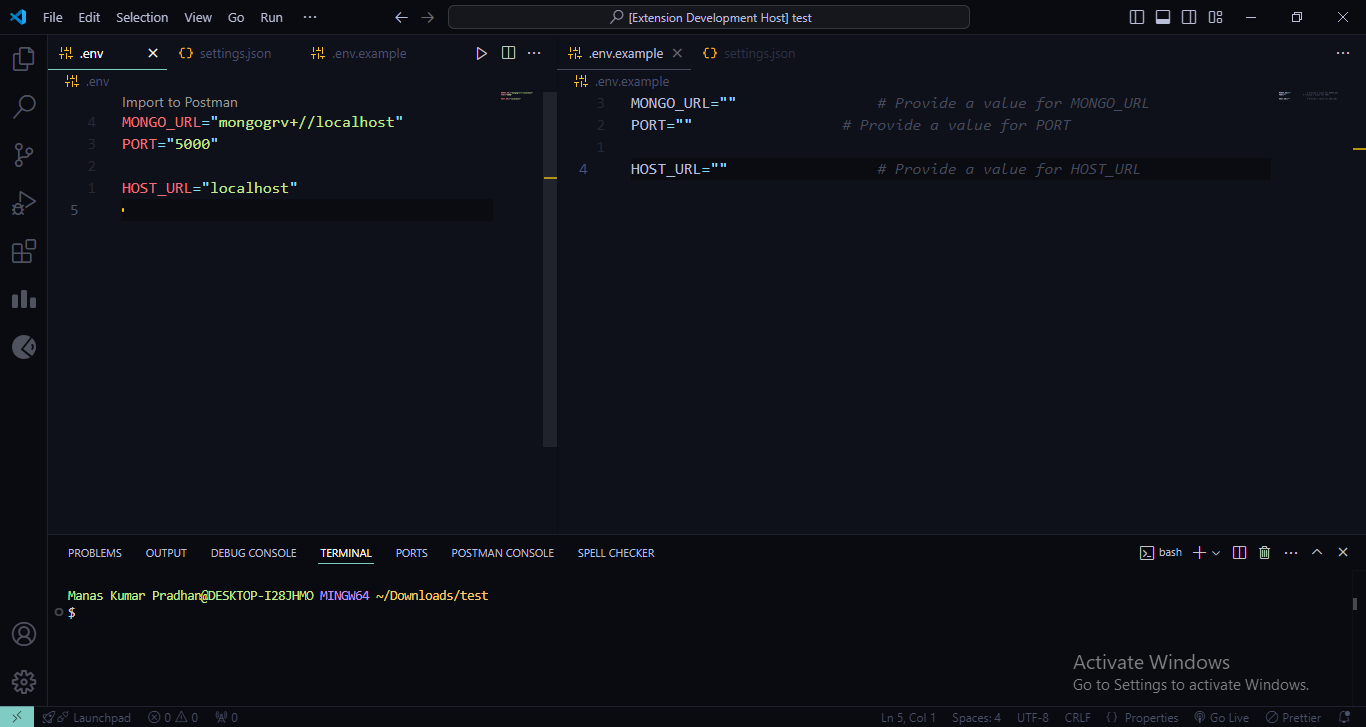 File Edit Selection View Go Run ···
[Extension Development Host] test
.env settings.json .env.example
.env
Import to Postman
4 MONGO_URL="mongogrv+//localhost"
3 PORT="5000"
2
1 HOST_URL="localhost"
5
.env.example settings.json
.env.example
3 MONGO_URL="" # Provide a value for MONGO_URL
2 PORT="" # Provide a value for PORT
1
4 HOST_URL="" # Provide a value for HOST_URL
PROBLEMS OUTPUT DEBUG CONSOLE TERMINAL PORTS POSTMAN CONSOLE SPELL CHECKER
bash
Manas Kumar Pradhan@DESKTOP-I28JHMO MINGW64 ~/Downloads/test
$
Activate Windows
Go to Settings to activate Windows.
Launchpad 0 0 0 Ln 5, Col 1 Spaces: 4 UTF-8 CRLF { } Properties Go Live Prettier